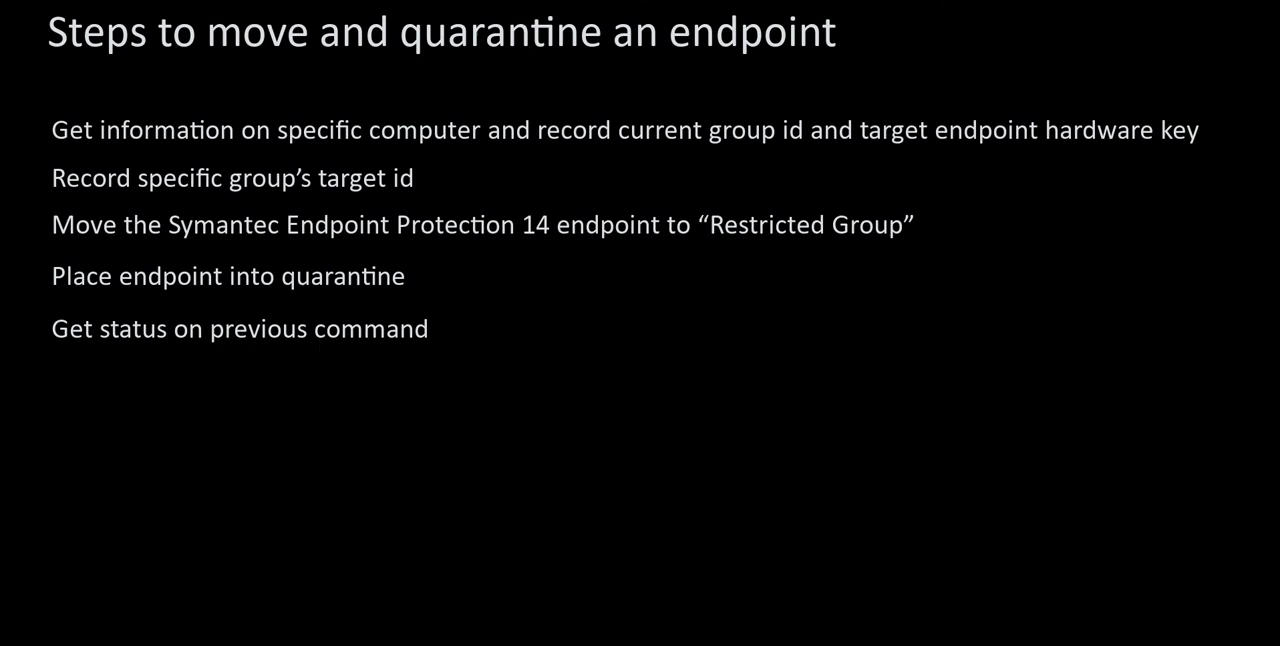 Steps to move and quarantine an endpoint
Get information on specific computer and record current group id and target endpoint hardware key
Record specific group’s target id
Move the Symantec Endpoint Protection 14 endpoint to “Restricted Group”
Place endpoint into quarantine
Get status on previous command